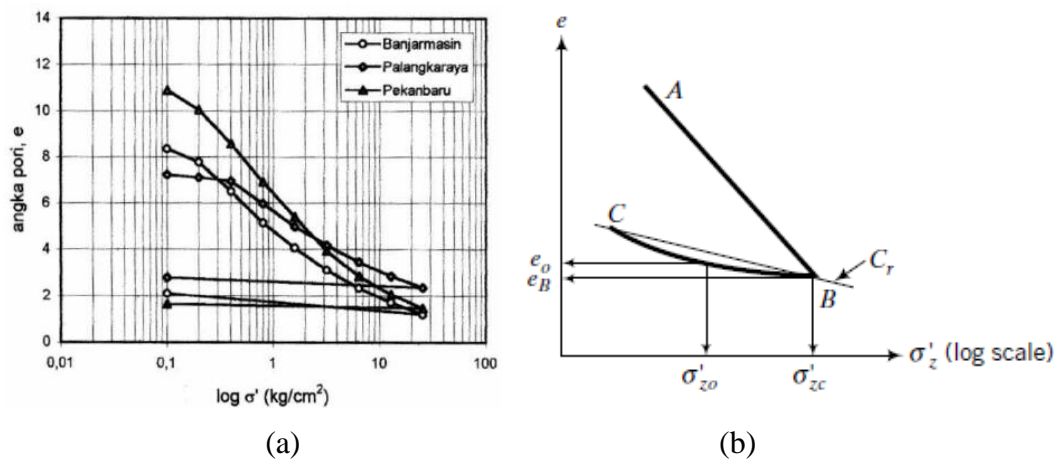 14
12
10
8
6
4
2
0
angka pori, e
Banjarmasin
Palangkaraya
Pekanbaru
0,01
0,1
1
10
100
log σ' (kg/cm²)
(a)
e
A
C
e_o
e_B
C_r
B
σ'_z (log scale)
σ'_zo
σ'_zc
(b)